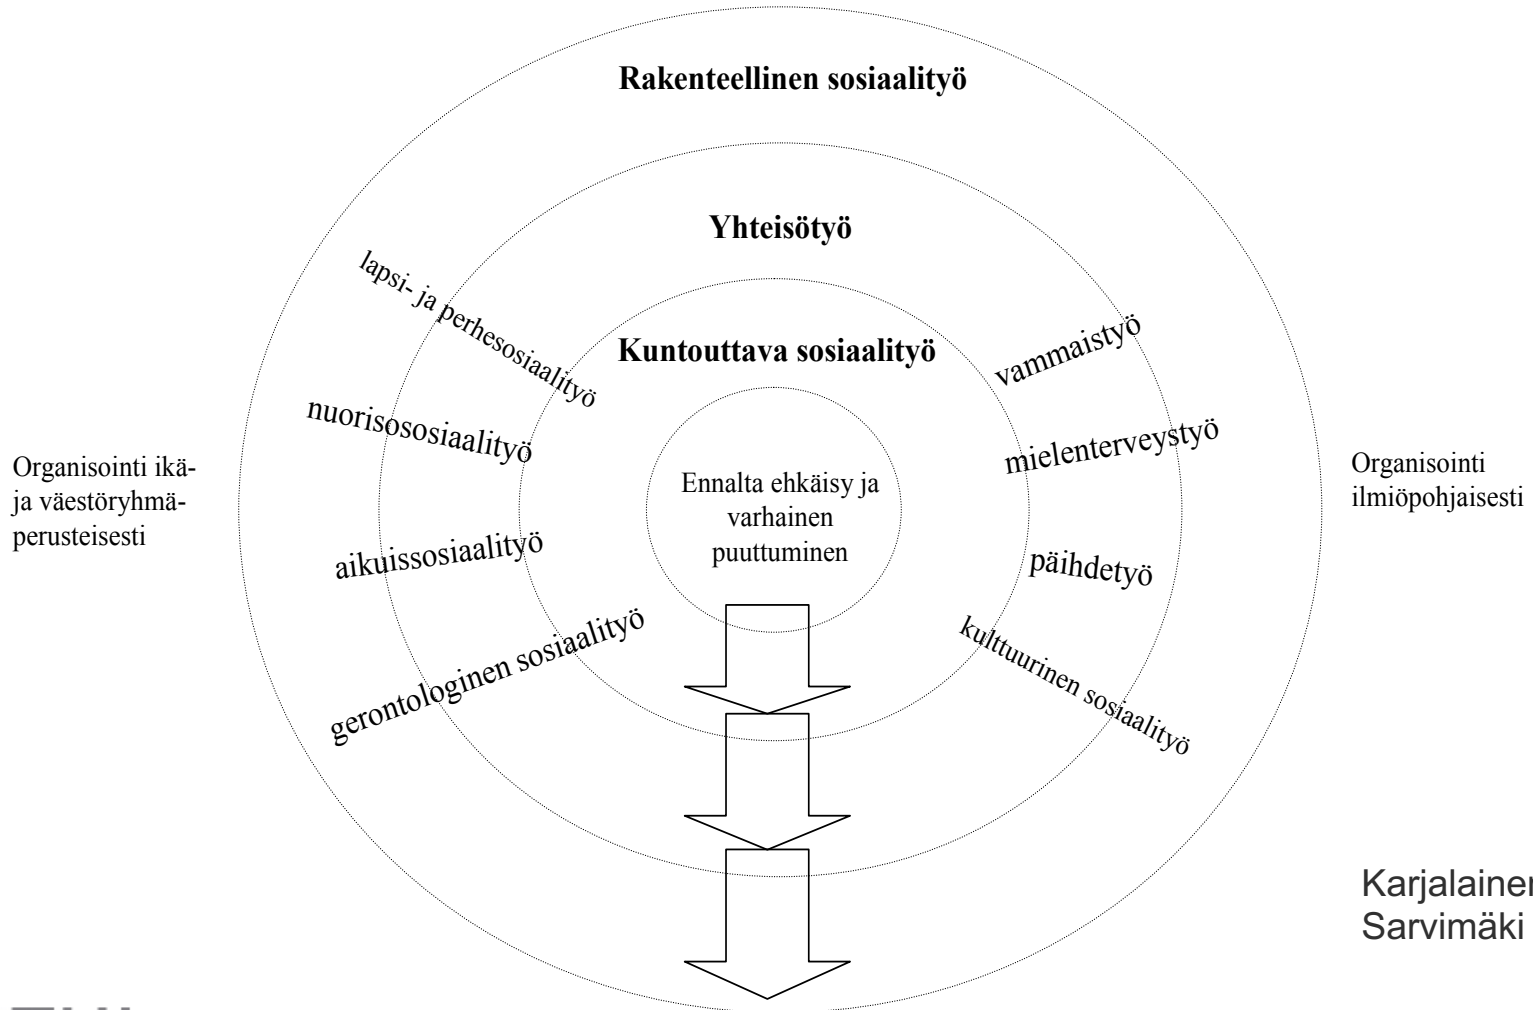 Rakenteellinen sosiaalityö
Yhteisötyö
Kuntouttava sosiaalityö
lapsi- ja perhesosiaalityö
nuorisososiaalityö
aikuissosiaalityö
gerontologinen sosiaalityö
vammaistyö
mielenterveystyö
päihdetyö
kulttuurinen sosiaalityö
Ennalta ehkäisy ja
varhainen
puuttuminen
Organisointi ikä-
ja väestöryhmä-
perusteisesti
Organisointi
ilmiöpohjaisesti
Karjalainen
Sarvimäki